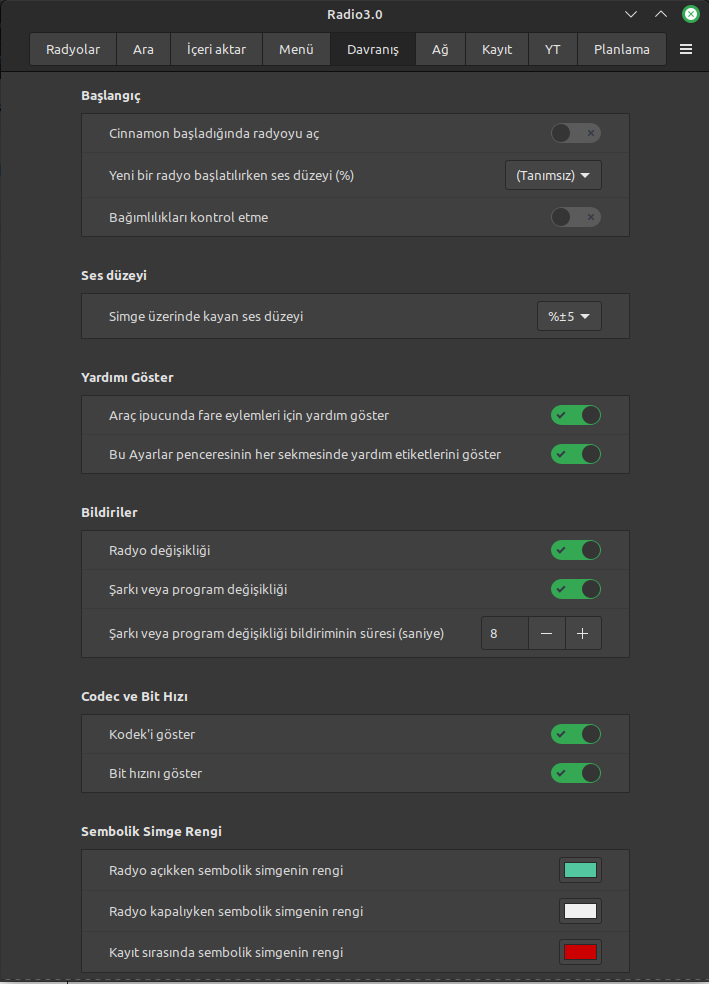 Radio3.0
Radyolar Ara İçeri aktar Menü Davranış Ağ Kayıt YT Planlama
Başlangıç
Cinnamon başladığında radyoyu aç
Yeni bir radyo başlatılırken ses düzeyi (%) (Tanımsız)
Bağımlılıkları kontrol etme
Ses düzeyi
Simge üzerinde kayan ses düzeyi %±5
Yardımı Göster
Araç ipucunda fare eylemleri için yardım göster
Bu Ayarlar penceresinin her sekmesinde yardım etiketlerini göster
Bildiriler
Radyo değişikliği
Şarkı veya program değişikliği
Şarkı veya program değişikliği bildiriminin süresi (saniye) 8
Codec ve Bit Hızı
Kodek'i göster
Bit hızını göster
Sembolik Simge Rengi
Radyo açıkken sembolik simgenin rengi
Radyo kapalıyken sembolik simgenin rengi
Kayıt sırasında sembolik simgenin rengi